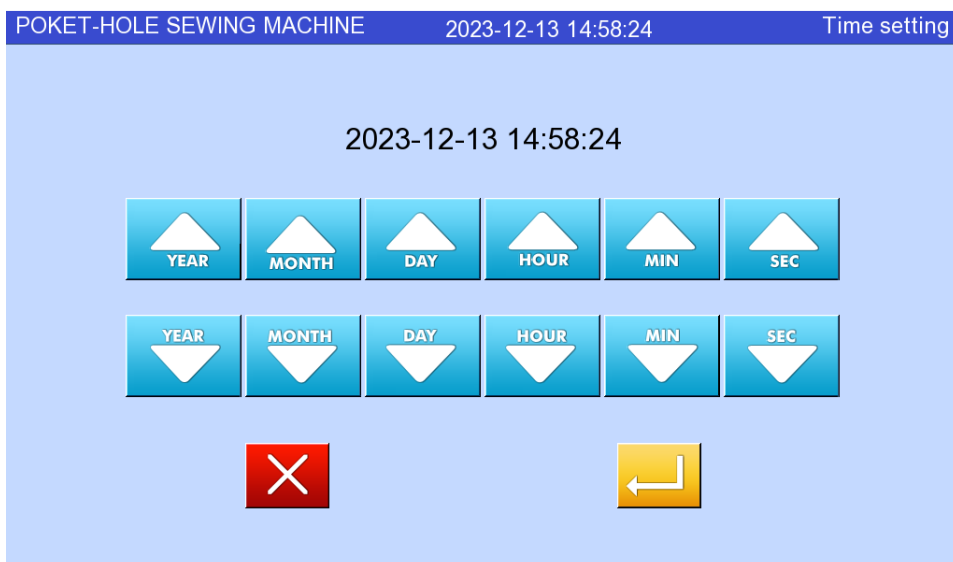 POKET-HOLE SEWING MACHINE 2023-12-13 14:58:24 Time setting
2023-12-13 14:58:24
YEAR MONTH DAY HOUR MIN SEC
YEAR MONTH DAY HOUR MIN SEC